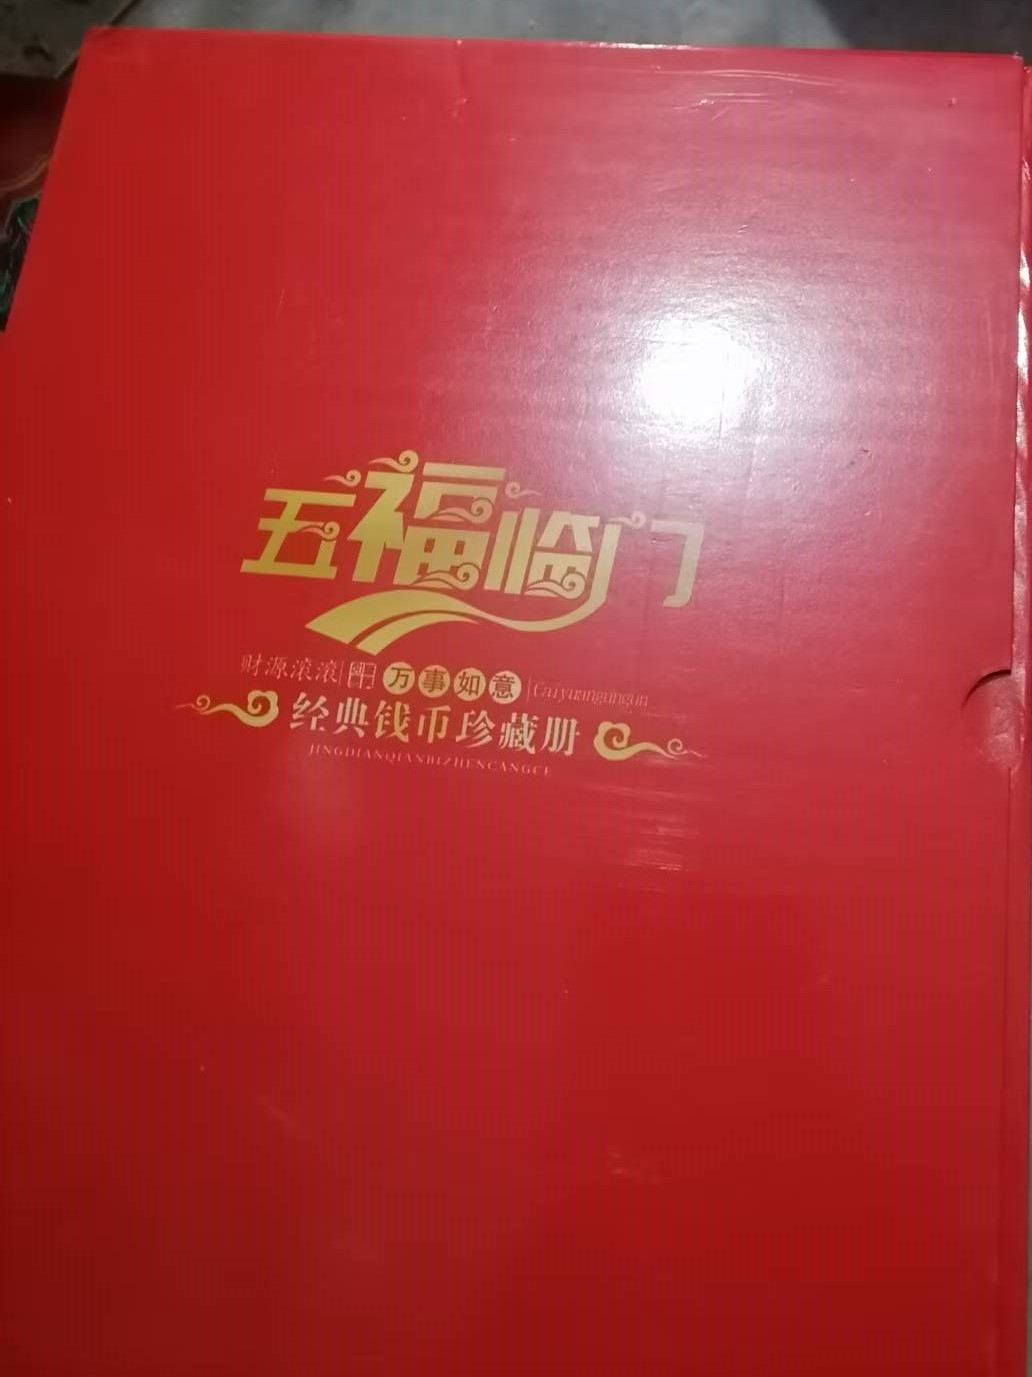 五福临门
财源滚滚 万事如意 Caiyuangungun
经典钱币珍藏册
JINGDIANQIANBIZHENCANGCE